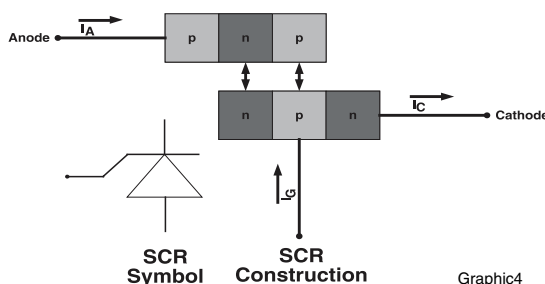 I_A
Anode
p n p
n p n
I_C
Cathode
I_G
SCR
Symbol
SCR
Construction
Graphic4